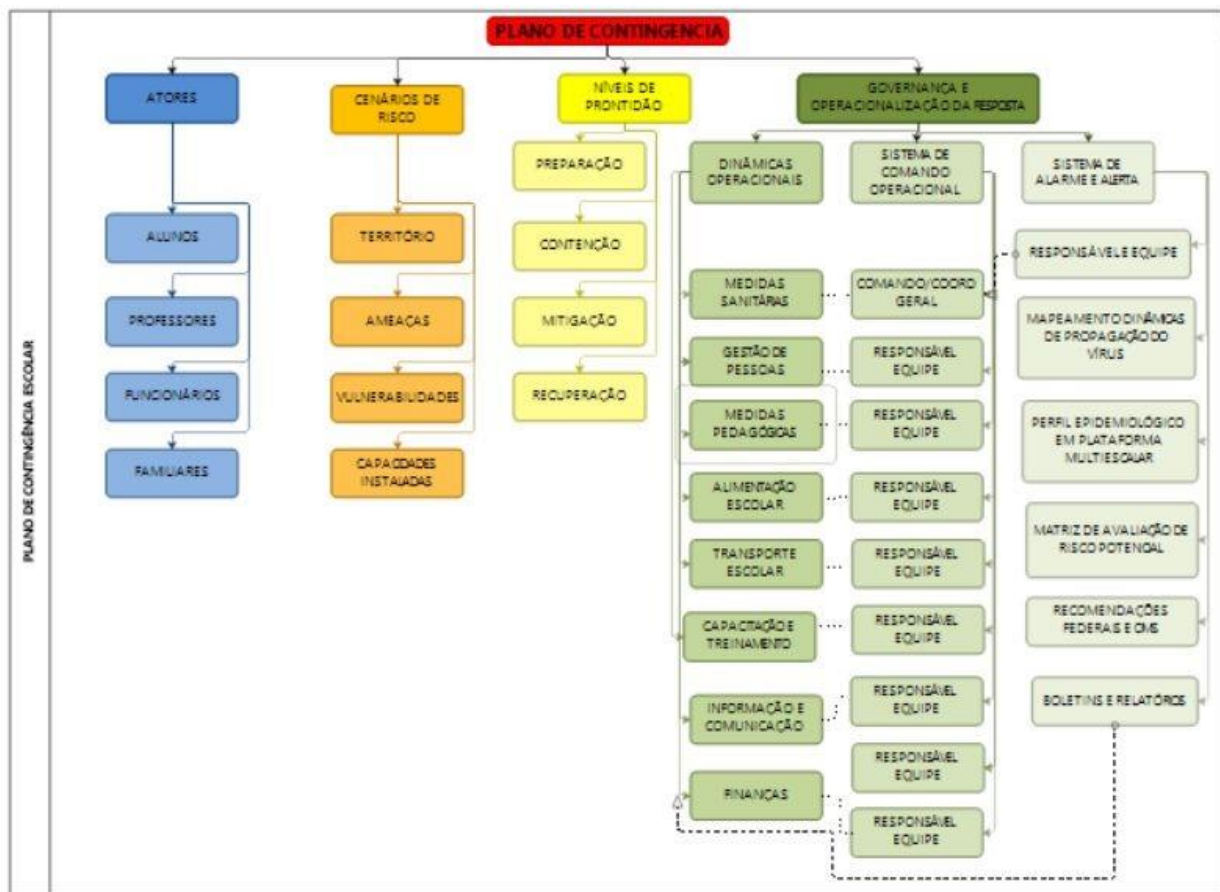 PLANO DE CONTINGÊNCIA ESCOLAR
PLANO DE CONTINGENCIA
ATORES
ALUNOS
PROFESSORES
FUNCIONÁRIOS
FAMILIARES
CENÁRIOS DE
RISCO
TERRITÓRIO
AMEAÇAS
VULNERABILIDADES
CAPACIDADES
INSTALADAS
NÍVEIS DE
PRONTIDÃO
PREPARAÇÃO
CONTENÇÃO
MITIGAÇÃO
RECUPERAÇÃO
GOVERNANÇA E
OPERACIONALIZAÇÃO DA RESPOSTA
DINÂMICAS
OPERACIONAIS
MEDIDAS
SANITÁRIAS
GESTÃO DE
PESSOAS
MEDIDAS
PEDAGÓGICAS
ALIMENTAÇÃO
ESCOLAR
TRANSPORTE
ESCOLAR
CAPACITAÇÃO E
TREINAMENTO
INFORMAÇÃO E
COMUNICAÇÃO
FINANÇAS
SISTEMA DE
COMANDO
OPERACIONAL
COMANDO/COORD
GERAL
RESPONSÁVEL
EQUIPE
RESPONSÁVEL
EQUIPE
RESPONSÁVEL
EQUIPE
RESPONSÁVEL
EQUIPE
RESPONSÁVEL
EQUIPE
RESPONSÁVEL
EQUIPE
RESPONSÁVEL
EQUIPE
RESPONSÁVEL
EQUIPE
SISTEMA DE
ALARME E ALERTA
RESPONSÁVEL E EQUIPE
MAPEAMENTO DINÂMICAS
DE PROPAGAÇÃO DO
VÍRUS
PERFIL EPIDEMIOLÓGICO
EM PLATAFORMA
MULTIESCALAR
MATRIZ DE AVALIAÇÃO DE
RISCO POTENCIAL
RECOMENDAÇÕES
FEDERAIS E OMS
BOLETINS E RELATÓRIOS